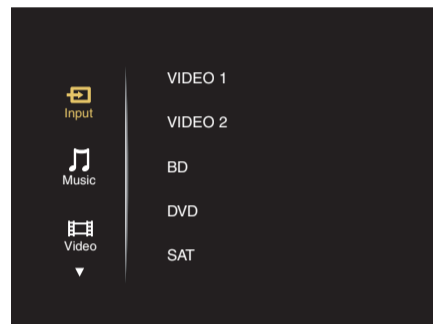 Input
Music
Video
VIDEO 1
VIDEO 2
BD
DVD
SAT